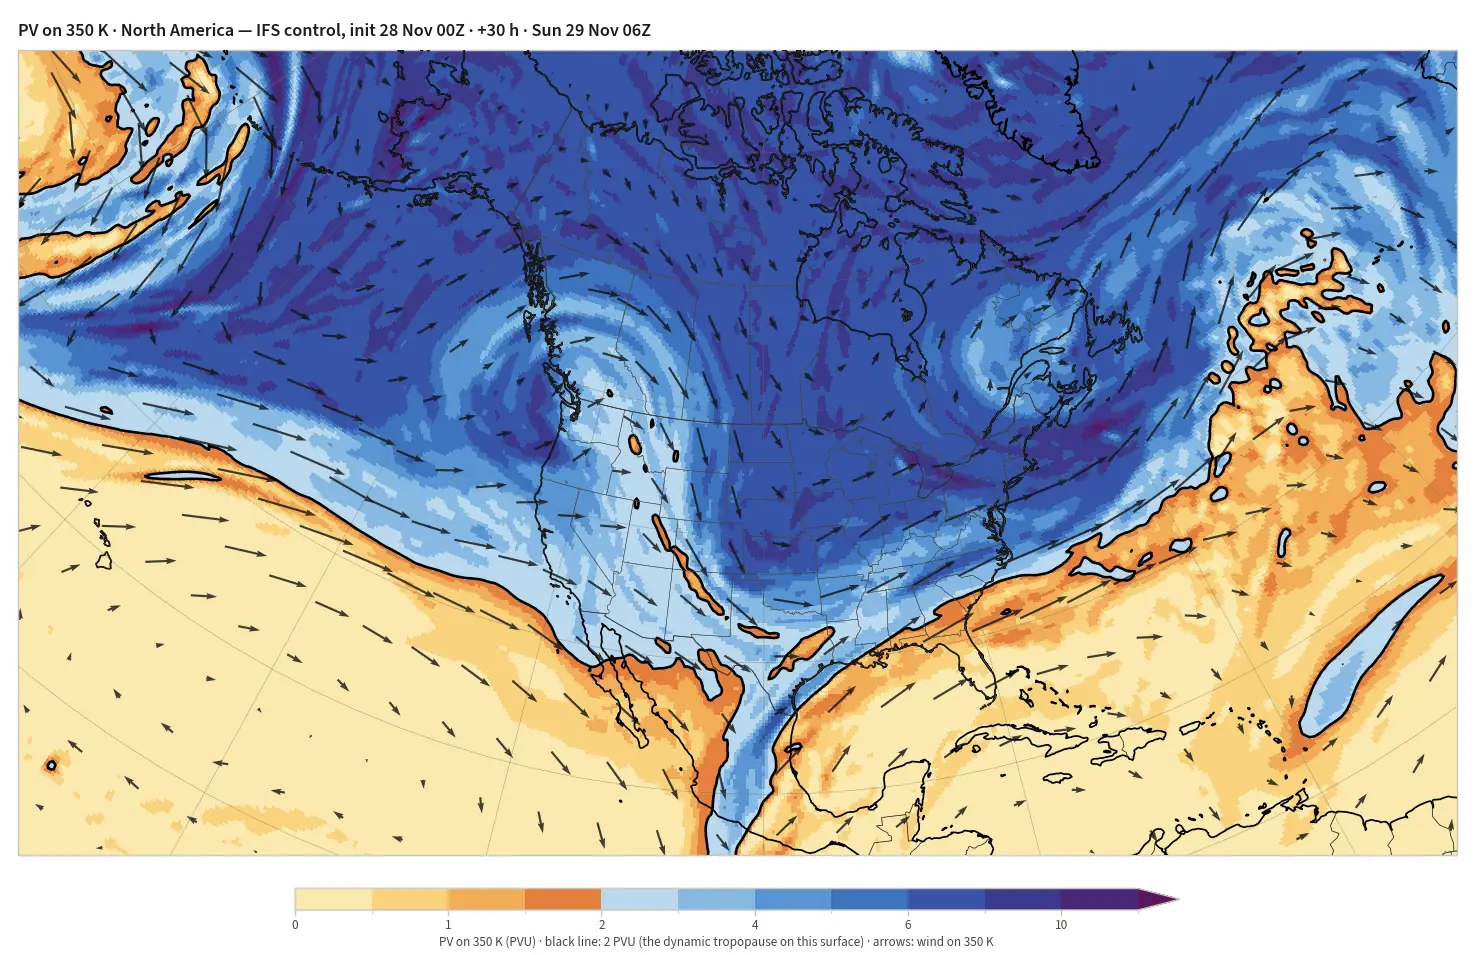 PV on 350 K · North America — IFS control, init 28 Nov 00Z · +30 h · Sun 29 Nov 06Z
0 1 2 4 6 10
PV on 350 K (PVU) · black line: 2 PVU (the dynamic tropopause on this surface) · arrows: wind on 350 K